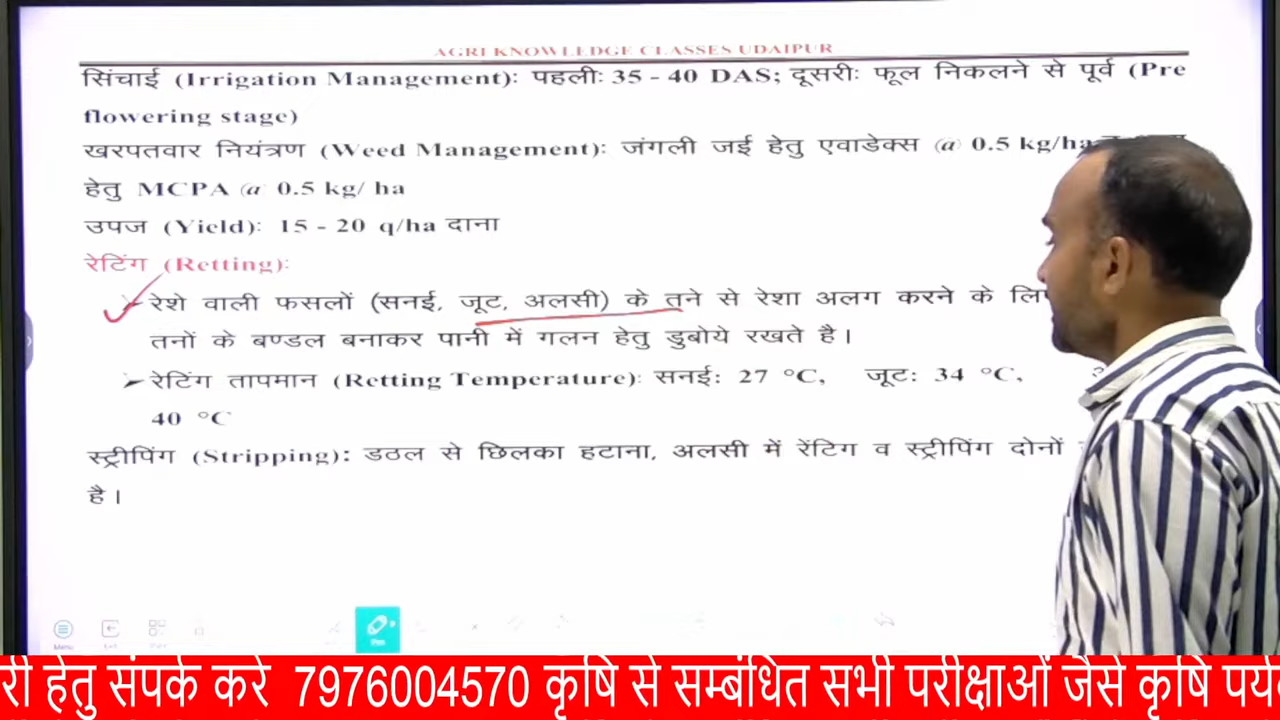 AGRI KNOWLEDGE CLASSES UDAIPUR
सिंचाई (Irrigation Management): पहलीः 35 - 40 DAS; दूसरीः फूल निकलने से पूर्व (Pre
flowering stage)
खरपतवार नियंत्रण (Weed Management): जंगली जई हेतु एवाडेक्स @ 0.5 kg/ha
हेतु MCPA @ 0.5 kg/ ha
उपज (Yield): 15 - 20 q/ha दाना
रेटिंग (Retting):
➢ रेशे वाली फसलों (सनई, जूट, अलसी) के तने से रेशा अलग करने के
तनों के बण्डल बनाकर पानी में गलन हेतु डुबोये रखते है।
➢ रेटिंग तापमान (Retting Temperature): सनई: 27 °C, जूट: 34 °C,
40 °C
स्ट्रीपिंग (Stripping): डठल से छिलका हटाना, अलसी में रेंटिग व स्ट्रीपिंग दोनों
है।
Menu
Pen
री हेतु संपर्क करे 7976004570 कृषि से सम्बंधित सभी परीक्षाओं जैसे कृषि